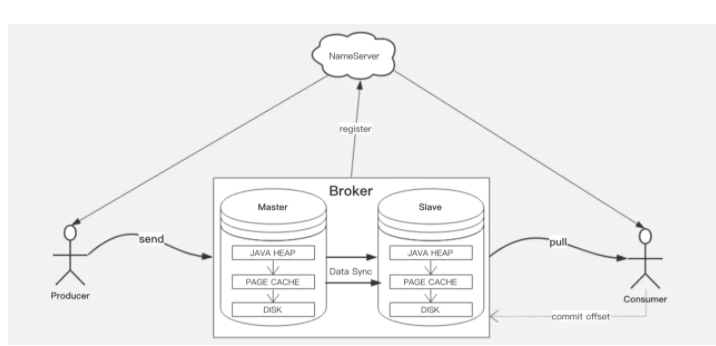 NameServer
register
Broker
Master
Slave
send
JAVA HEAP
JAVA HEAP
pull
Data Sync
PAGE CACHE
PAGE CACHE
Producer
Consumer
DISK
DISK
commit offset